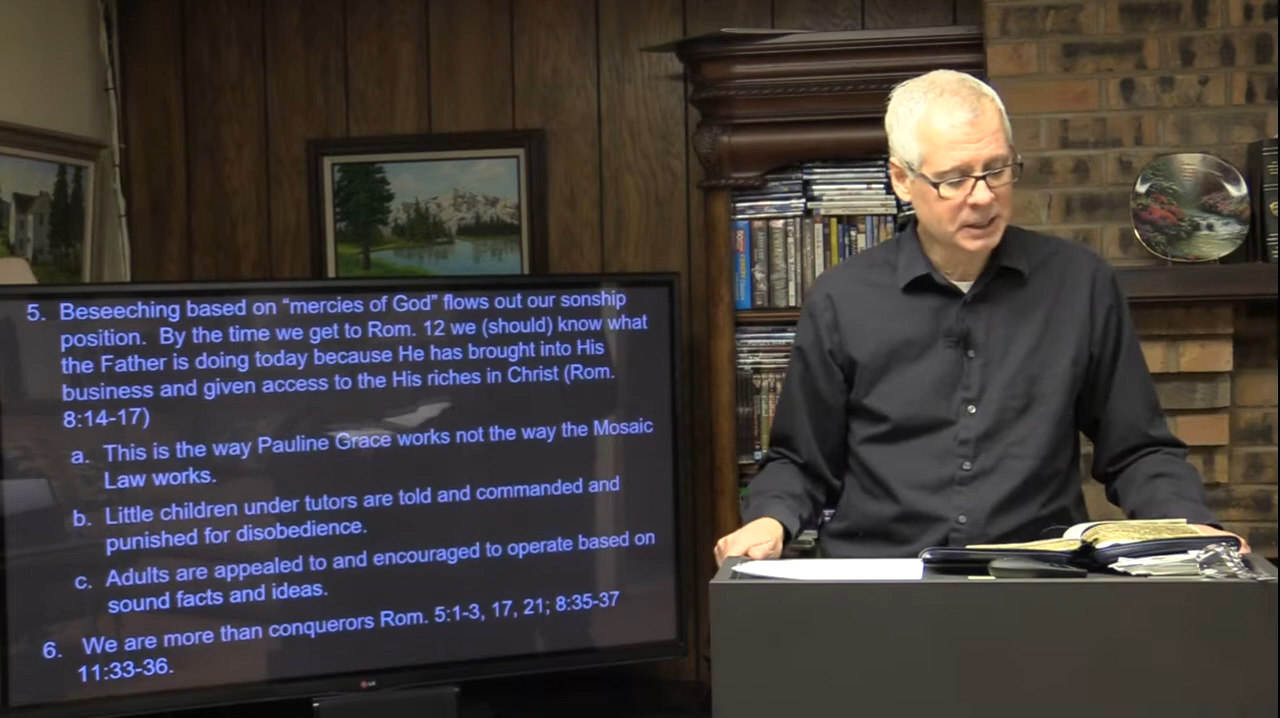 5. Beseeching based on “mercies of God” flows out our sonship
position. By the time we get to Rom. 12 we (should) know what
the Father is doing today because He has brought into His
business and given access to the His riches in Christ (Rom.
8:14-17)
a. This is the way Pauline Grace works not the way the Mosaic
Law works.
b. Little children under tutors are told and commanded and
punished for disobedience.
c. Adults are appealed to and encouraged to operate based on
sound facts and ideas.
6. We are more than conquerors Rom. 5:1-3, 17, 21; 8:35-37
11:33-36.
LG